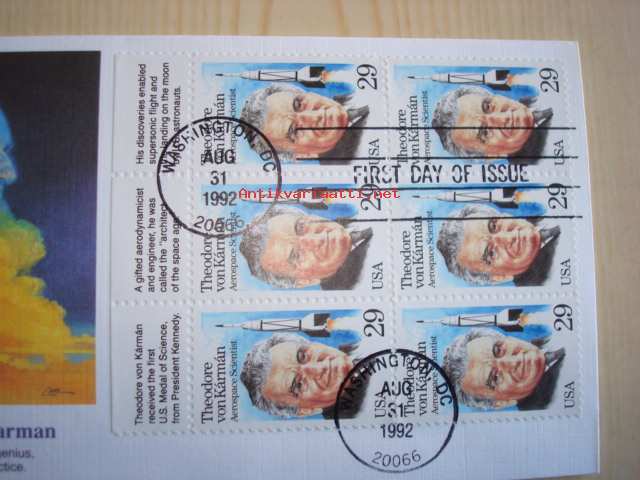 His discoveries enabled
supersonic flight and
landing on the moon
astronauts.
A gifted aerodynamicist
and engineer, he was
called the "architect
of the space age."
Theodore von Kármán
received the first
U.S. Medal of Science,
from President Kennedy.
Theodore
von Kármán
Aerospace Scientist
29
USA
Theodore
von Kármán
Aerospace Scientist
29
USA
Theodore
von Kármán
Aerospace Scientist
29
USA
Theodore
von Kármán
Aerospace Scientist
29
USA
Theodore
von Kármán
Aerospace Scientist
29
USA
Theodore
von Kármán
Aerospace Scientist
29
USA
WASHINGTON, DC
AUG
31
1992
20066
FIRST DAY OF ISSUE
WASHINGTON, DC
AUG
31
1992
20066
Antikvariaatti.net
arman
genius.
ctice.